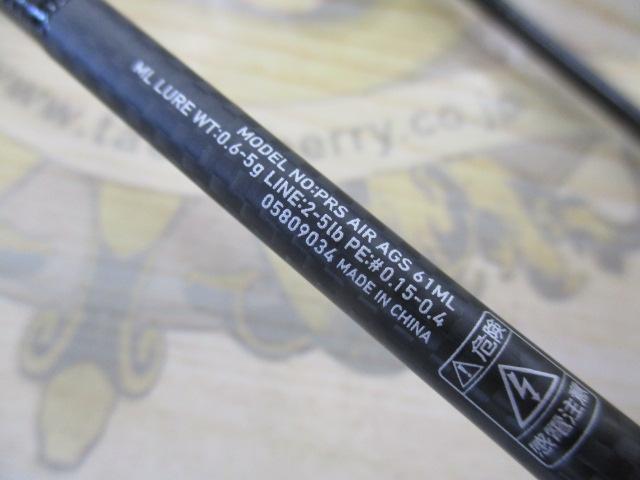 MODEL NO:PRS AIR AGS 61ML
ML LURE WT:0.6-5g LINE:2-5lb PE:#0.15-0.4
05809034 MADE IN CHINA
危険
感電注意